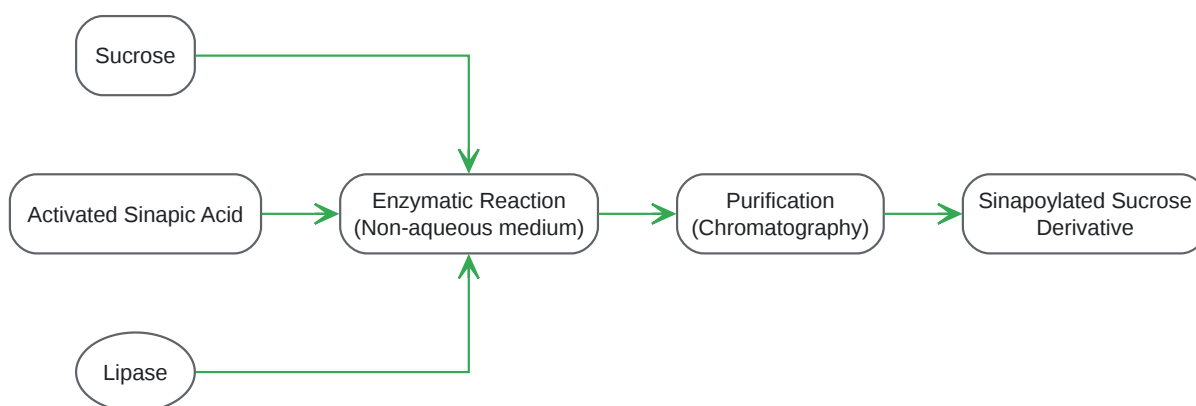 Sucrose
Activated Sinapic Acid
Enzymatic Reaction
(Non-aqueous medium)
Purification
(Chromatography)
Sinapoylated Sucrose
Derivative
Lipase